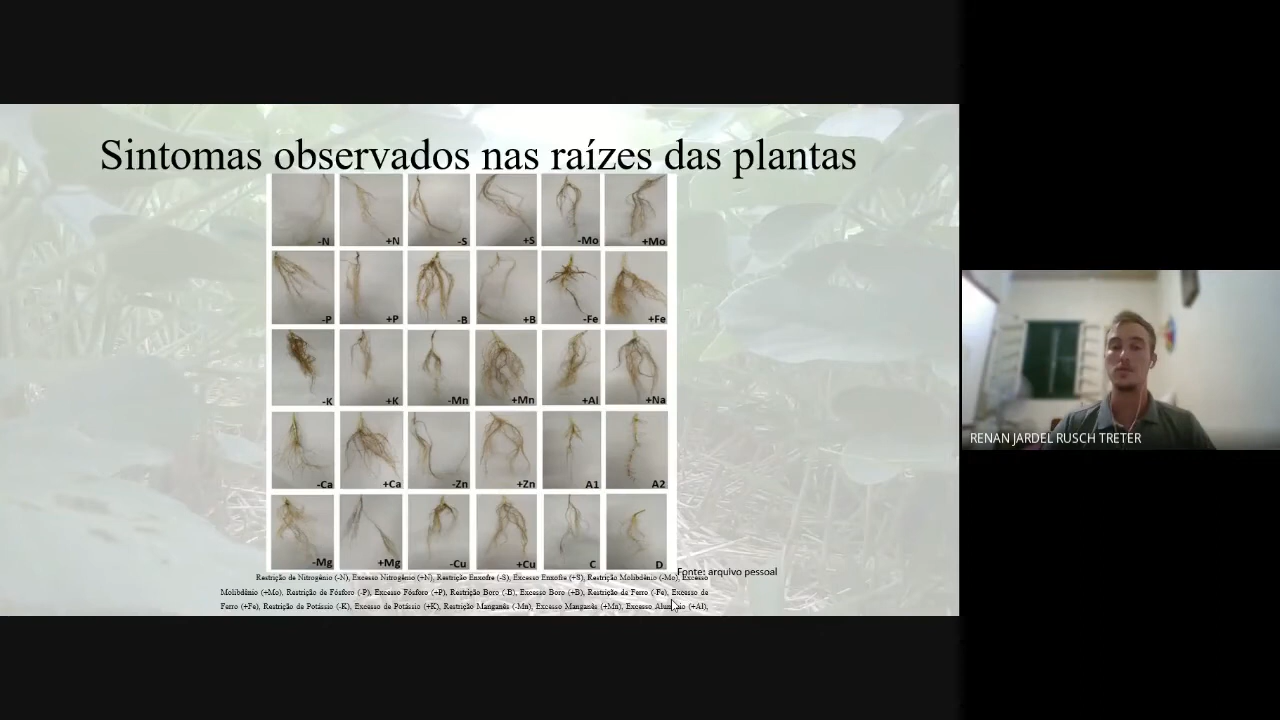 Sintomas observados nas raízes das plantas
-N +N -S +S -Mo +Mo
-P +P -B +B -Fe +Fe
-K +K -Mn +Mn +Al +Na
-Ca +Ca -Zn +Zn A1 A2
-Mg +Mg -Cu +Cu C D
Fonte: arquivo pessoal
Restrição de Nitrogênio (-N), Excesso Nitrogênio (+N), Restrição Enxofre (-S), Excesso Enxofre (+S), Restrição Molibdênio (-Mo), Excesso
Molibdênio (+Mo), Restrição de Fósforo (-P), Excesso Fósforo (+P), Restrição Boro (-B), Excesso Boro (+B), Restrição de Ferro (-Fe), Excesso de
Ferro (+Fe), Restrição de Potássio (-K), Excesso de Potássio (+K), Restrição Manganês (-Mn), Excesso Manganês (+Mn), Excesso Alumínio (+Al),
RENAN JARDEL RUSCH TRETER